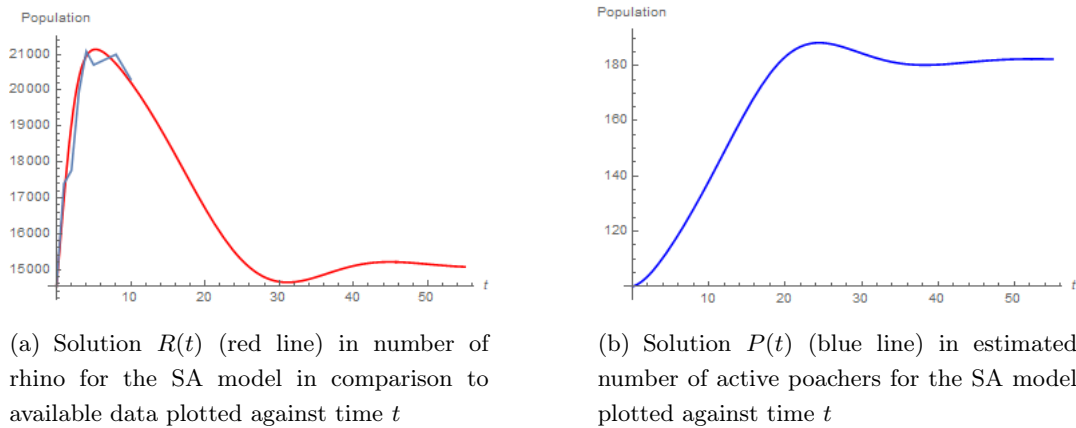 Population
21000
20000
19000
18000
17000
16000
15000
10
20
30
40
50
t
(a) Solution R(t) (red line) in number of
rhino for the SA model in comparison to
available data plotted against time t
Population
180
160
140
120
10
20
30
40
50
t
(b) Solution P(t) (blue line) in estimated
number of active poachers for the SA model
plotted against time t